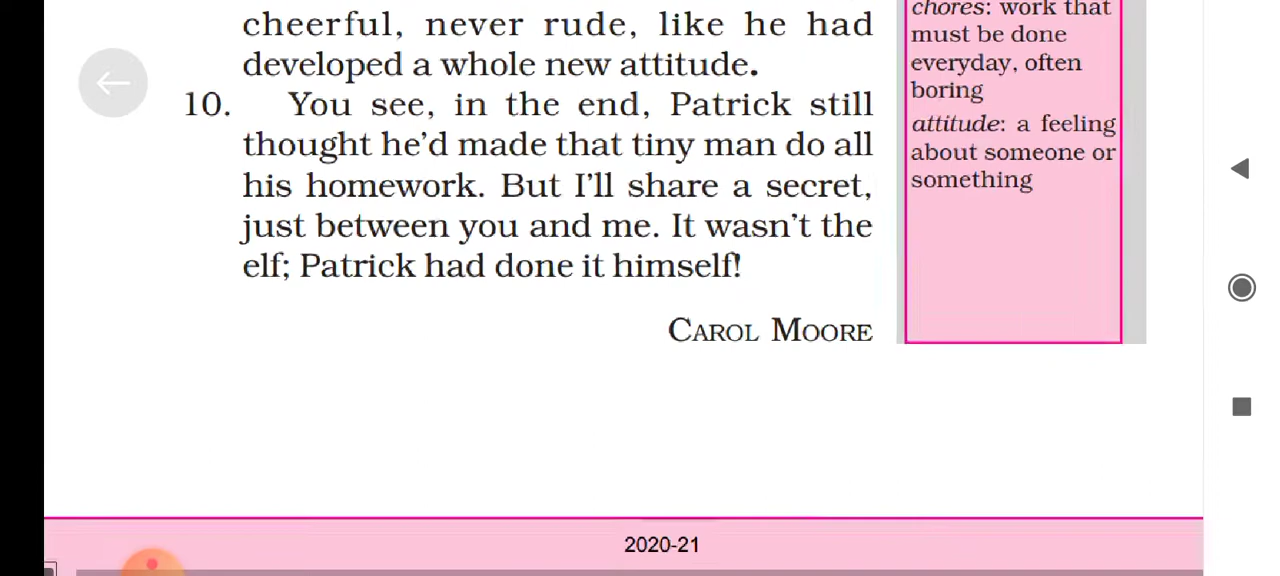 cheerful, never rude, like he had
developed a whole new attitude.
10. You see, in the end, Patrick still
thought he'd made that tiny man do all
his homework. But I'll share a secret,
just between you and me. It wasn't the
elf; Patrick had done it himself!
CAROL MOORE
chores: work that
must be done
everyday, often
boring
attitude: a feeling
about someone or
something
2020-21